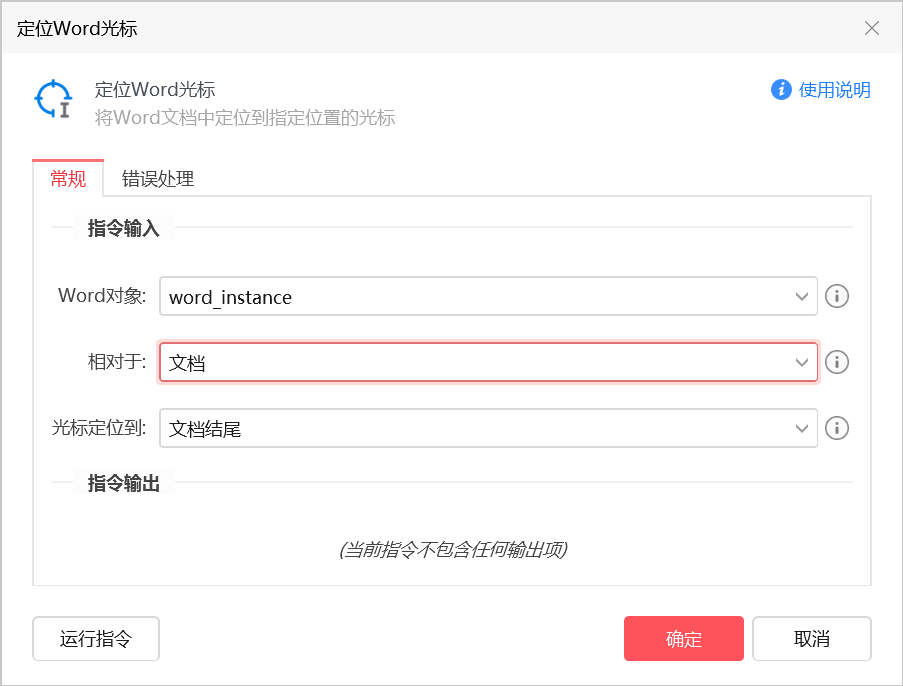 定位Word光标
定位Word光标
使用说明
将Word文档中定位到指定位置的光标
常规 错误处理
指令输入
Word对象: word_instance
相对于: 文档
光标定位到: 文档结尾
指令输出
(当前指令不包含任何输出项)
运行指令 确定 取消